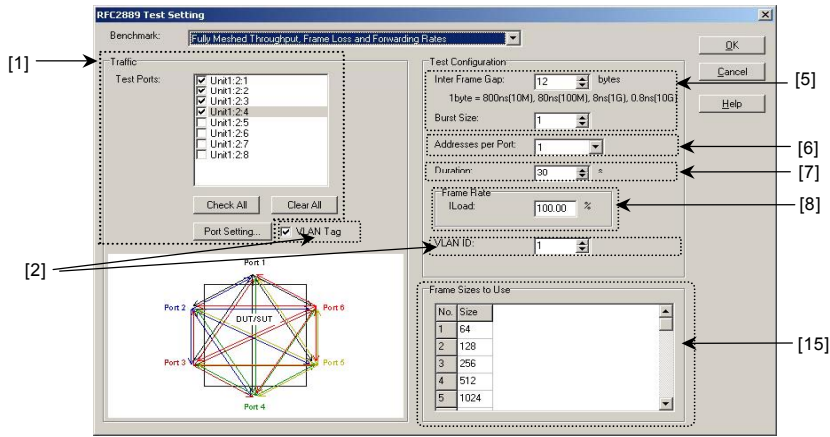 RFC2889 Test Setting
Benchmark: Fully Meshed Throughput, Frame Loss and Forwarding Rates
OK
Cancel
Help
[1]
Traffic
Test Ports:
Unit1:2:1
Unit1:2:2
Unit1:2:3
Unit1:2:4
Unit1:2:5
Unit1:2:6
Unit1:2:7
Unit1:2:8
Check All
Clear All
Port Setting...
VLAN Tag
[2]
Port 1
Port 2
Port 6
DUT/SUT
Port 3
Port 5
Port 4
Test Configuration
Inter Frame Gap: 12 bytes
1byte = 800ns(10M), 80ns(100M), 8ns(1G), 0.8ns(10G)
Burst Size: 1
[5]
Addresses per Port: 1
[6]
Duration: 30 s
[7]
Frame Rate
ILoad: 100.00 %
[8]
VLAN ID: 1
Frame Sizes to Use
No. Size
1 64
2 128
3 256
4 512
5 1024
[15]